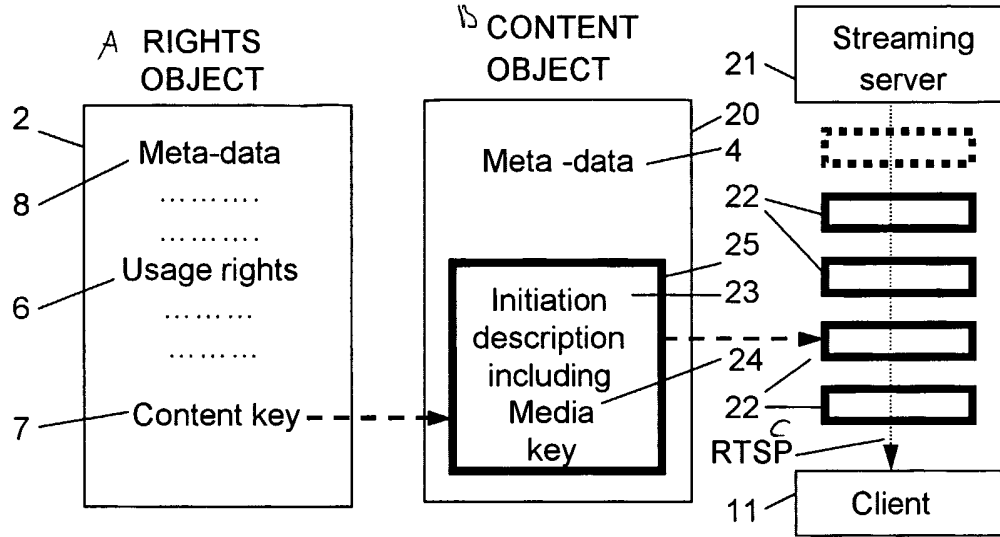 A RIGHTS
OBJECT
2
Meta-data
8
..........
..........
Usage rights
6
.........
.........
7
Content key
B CONTENT
OBJECT
20
Meta -data
4
25
Initiation
23
description
including
24
Media
key
21
Streaming
server
22
22
C
RTSP
11
Client